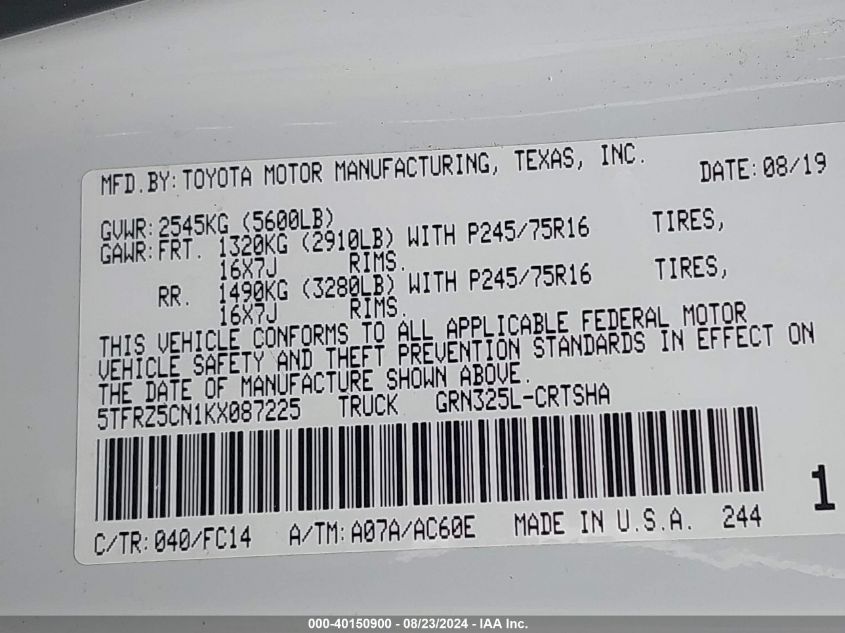 MFD.BY: TOYOTA MOTOR MANUFACTURING, TEXAS, INC. DATE: 08/19
GVWR: 2545KG (5600LB)
GAWR: FRT. 1320KG (2910LB) WITH P245/75R16 TIRES,
16X7J RIMS.
RR. 1490KG (3280LB) WITH P245/75R16 TIRES,
16X7J RIMS.
THIS VEHICLE CONFORMS TO ALL APPLICABLE FEDERAL MOTOR
VEHICLE SAFETY AND THEFT PREVENTION STANDARDS IN EFFECT ON
THE DATE OF MANUFACTURE SHOWN ABOVE.
5TFRZ5CN1KX087225 TRUCK GRN325L-CRTSHA
1
C/TR: 040/FC14 A/TM: A07A/AC60E MADE IN U.S.A. 244
000-40150900 - 08/23/2024 - IAA Inc.